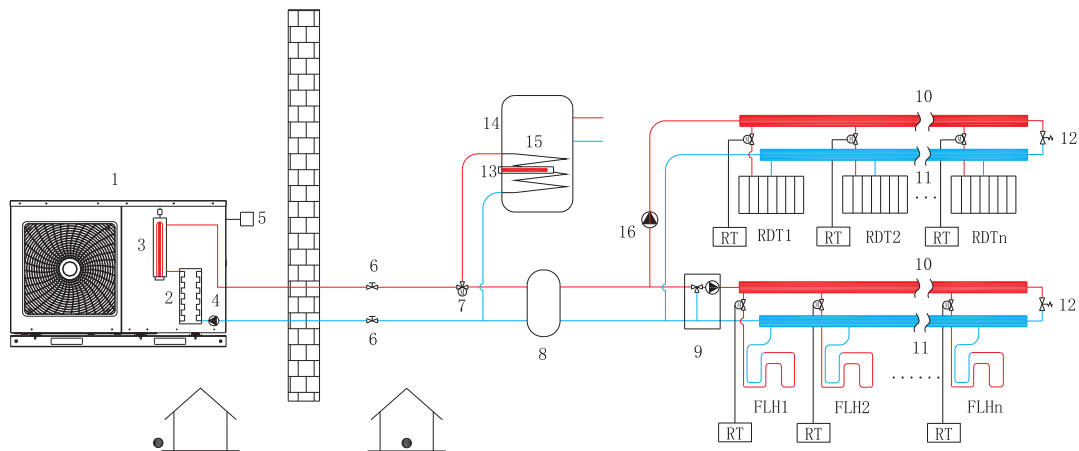 1
2
3
4
5
6
6
7
8
9
10
11
12
13
14
15
16
RT
RDT1
RT
RDT2
.....
RT
RDTn
10
11
12
FLH1
FLH2
......
FLHn
RT
RT
RT